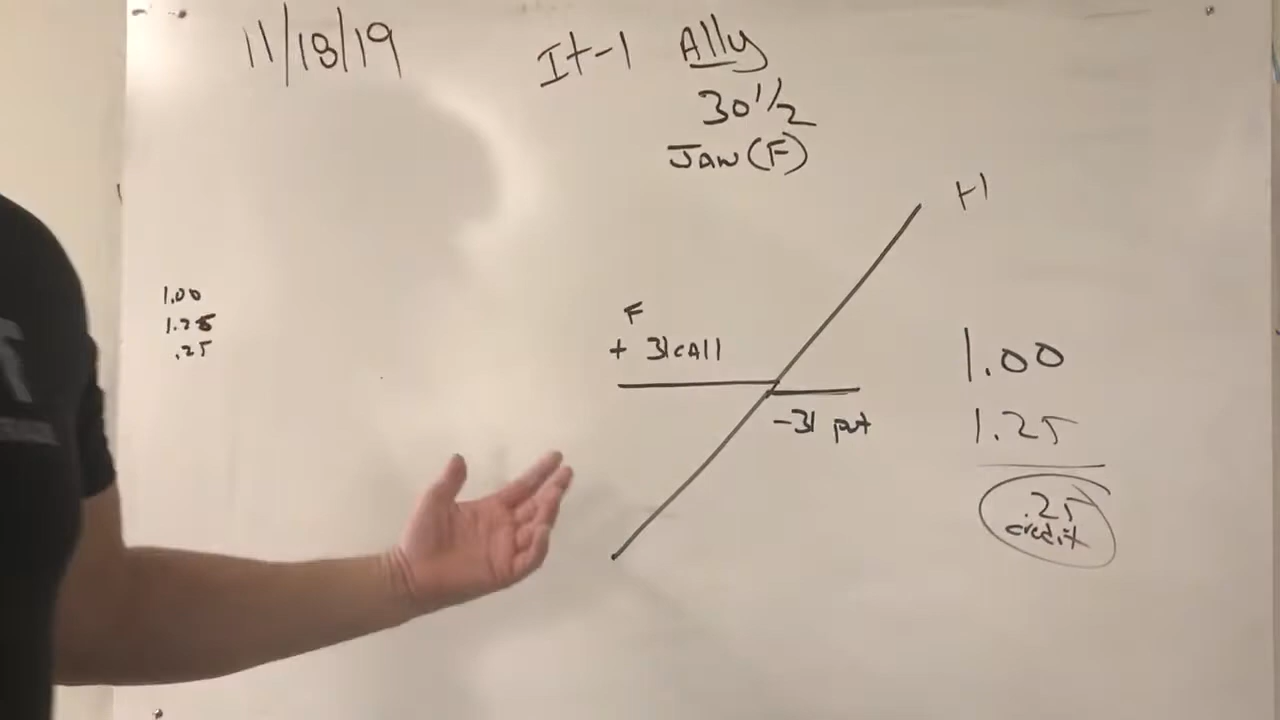 11/18/19
It-1 Ally
30 1/2
JAN (F)
+1
1.00
1.25
.25
F
+ 31 call
-31 put
1.00
1.25
.25
credit